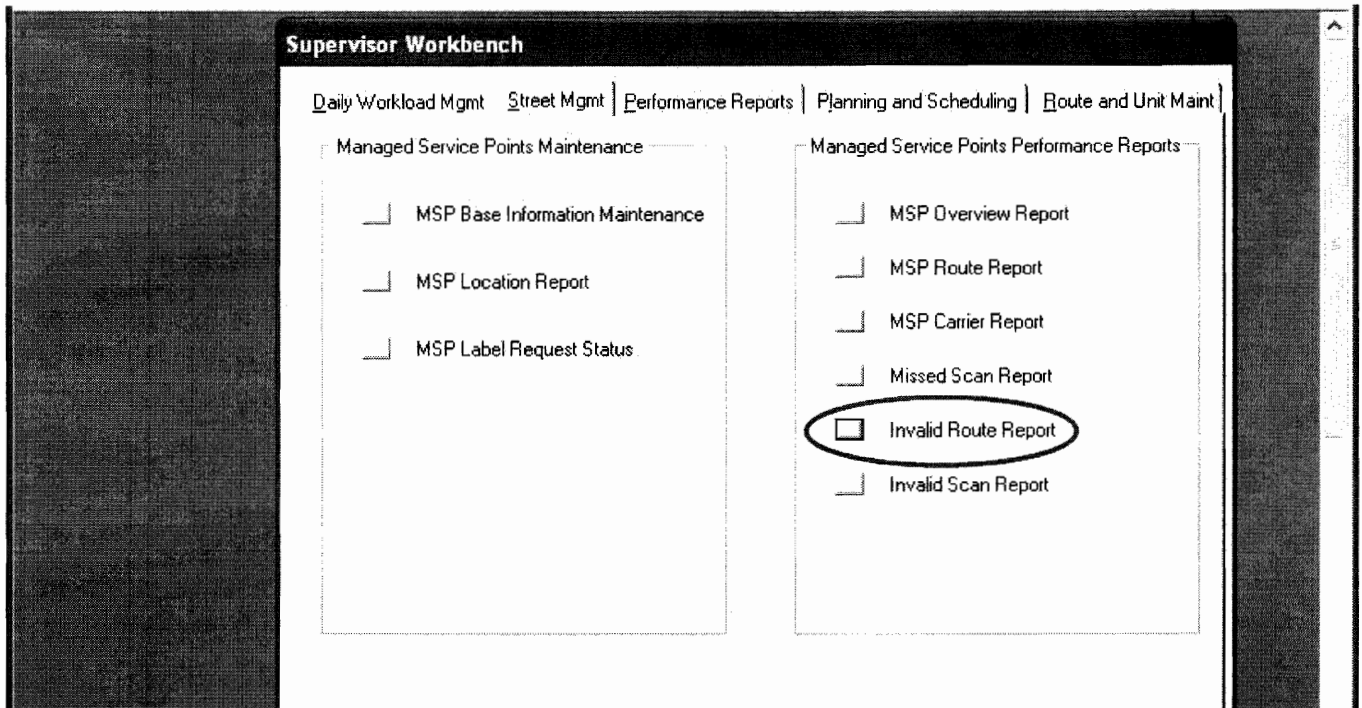 Supervisor Workbench
Daily Workload Mgmt Street Mgmt Performance Reports Planning and Scheduling Route and Unit Maint
Managed Service Points Maintenance
MSP Base Information Maintenance
MSP Location Report
MSP Label Request Status
Managed Service Points Performance Reports
MSP Overview Report
MSP Route Report
MSP Carrier Report
Missed Scan Report
Invalid Route Report
Invalid Scan Report